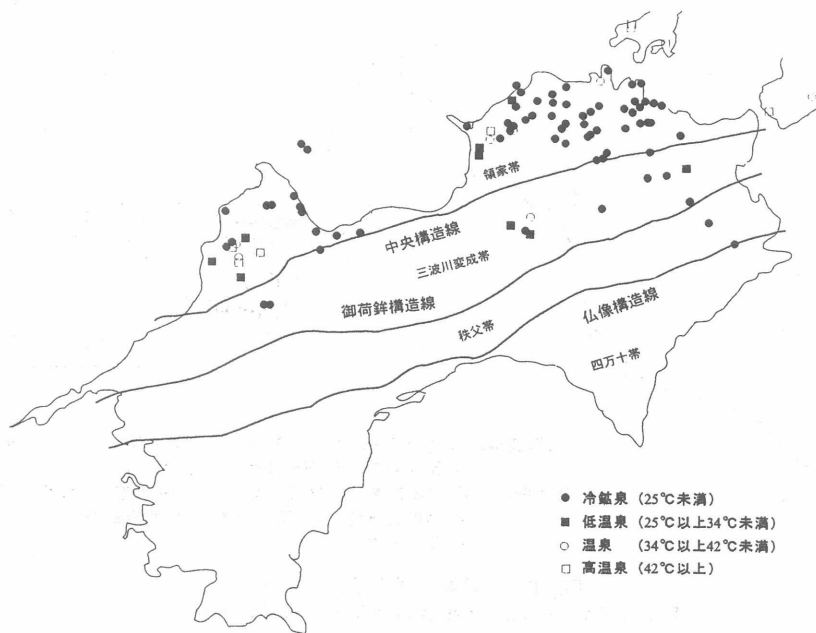 領家帯
中央構造線
三波川変成帯
御荷鉾構造線
仏像構造線
秩父帯
四万十帯
● 冷鉱泉 (25℃未満)
■ 低温泉 (25℃以上34℃未満)
○ 温泉 (34℃以上42℃未満)
□ 高温泉 (42℃以上)